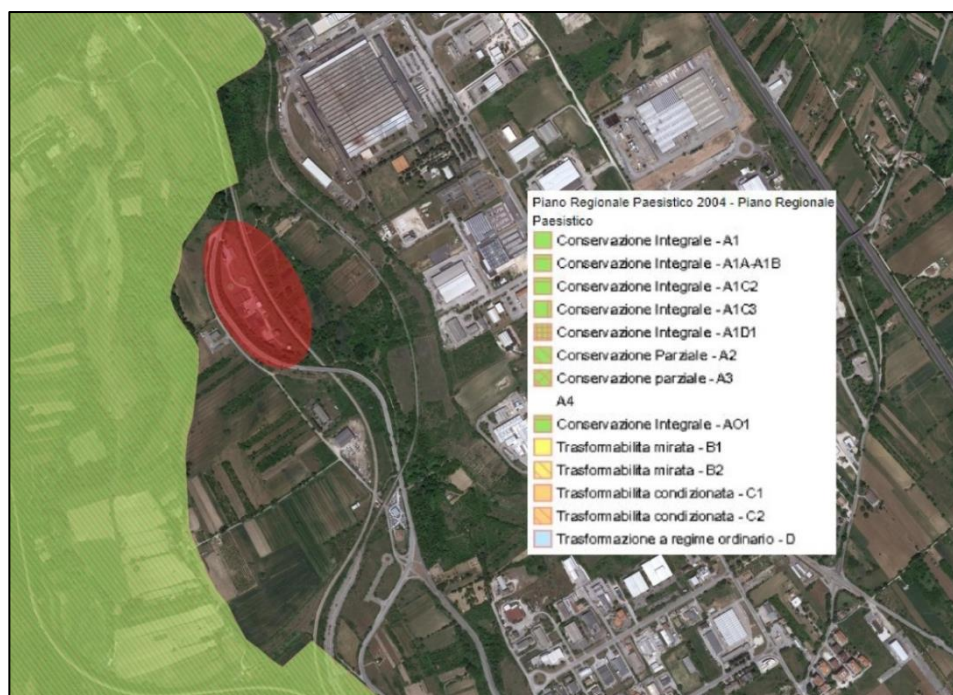 Piano Regionale Paesistico 2004 - Piano Regionale
Paesistico
Conservazione Integrale - A1
Conservazione Integrale - A1A-A1B
Conservazione Integrale - A1C2
Conservazione Integrale - A1C3
Conservazione Integrale - A1D1
Conservazione Parziale - A2
Conservazione parziale - A3
A4
Conservazione Integrale - AO1
Trasformabilita mirata - B1
Trasformabilita mirata - B2
Trasformabilita condizionata - C1
Trasformabilita condizionata - C2
Trasformazione a regime ordinario - D